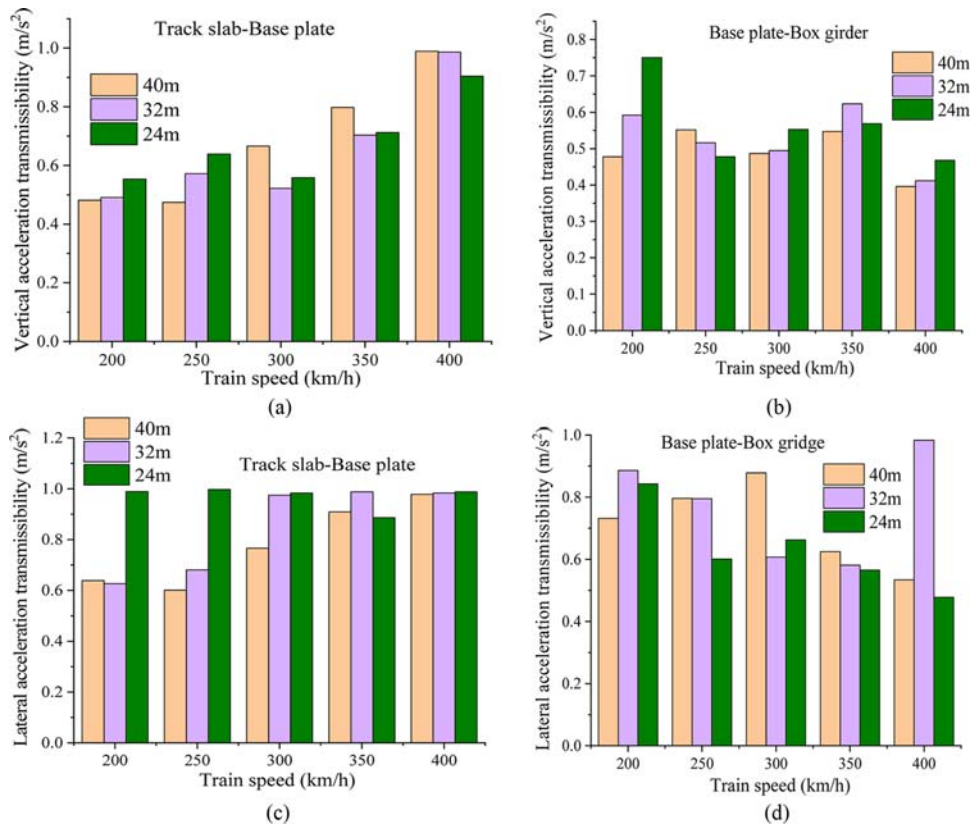 Track slab-Base plate
40m
32m
24m
Vertical acceleration transmissibility (m/s²)
1.0
0.8
0.6
0.4
0.2
0.0
200 250 300 350 400
Train speed (km/h)
(a)
Base plate-Box girder
40m
32m
24m
Vertical acceleration transmissibility (m/s²)
0.8
0.7
0.6
0.5
0.4
0.3
0.2
0.1
0.0
200 250 300 350 400
Train speed (km/h)
(b)
40m
32m
24m
Track slab-Base plate
Lateral acceleration transmissibility (m/s²)
1.2
1.0
0.8
0.6
0.4
0.2
0.0
200 250 300 350 400
Train speed (km/h)
(c)
Base plate-Box gridge
40m
32m
24m
Lateral acceleration transmissibility (m/s²)
1.0
0.8
0.6
0.4
0.2
0.0
200 250 300 350 400
Train speed (km/h)
(d)